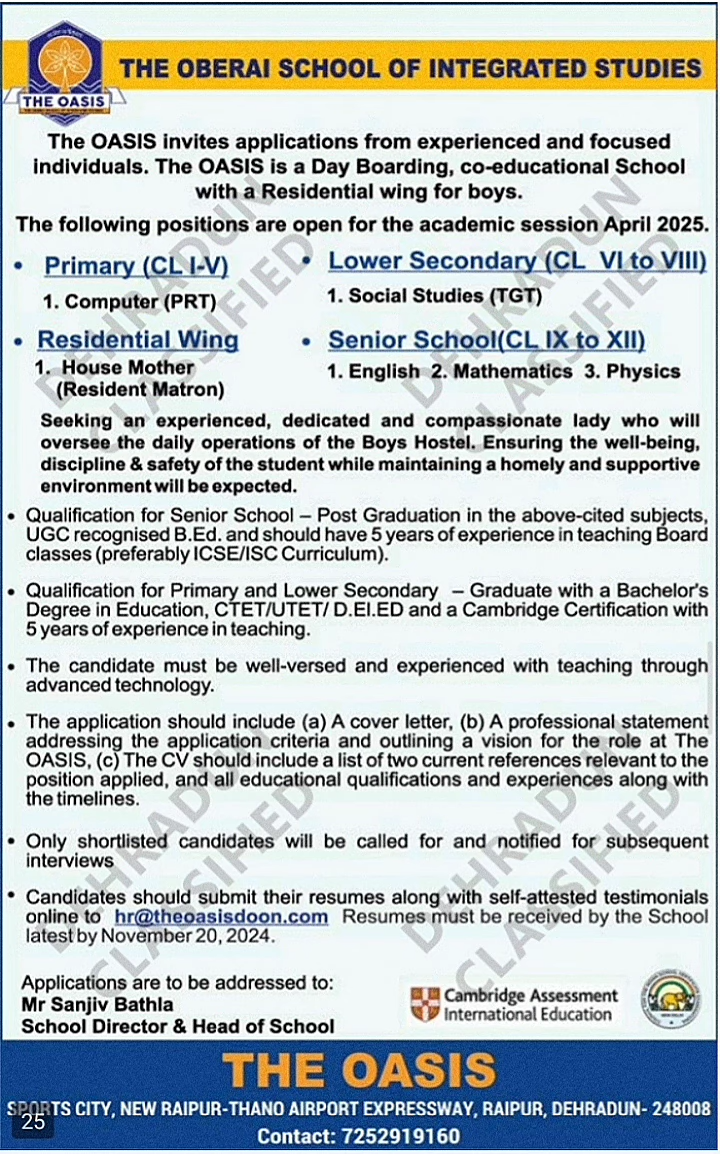 THE OASIS
THE OBERAI SCHOOL OF INTEGRATED STUDIES
The OASIS invites applications from experienced and focused
individuals. The OASIS is a Day Boarding, co-educational School
with a Residential wing for boys.
The following positions are open for the academic session April 2025.
• Primary (CL I-V)
1. Computer (PRT)
• Lower Secondary (CL VI to VIII)
1. Social Studies (TGT)
• Residential Wing
1. House Mother
(Resident Matron)
• Senior School(CL IX to XII)
1. English 2. Mathematics 3. Physics
Seeking an experienced, dedicated and compassionate lady who will
oversee the daily operations of the Boys Hostel. Ensuring the well-being,
discipline & safety of the student while maintaining a homely and supportive
environment will be expected.
• Qualification for Senior School – Post Graduation in the above-cited subjects,
UGC recognised B.Ed. and should have 5 years of experience in teaching Board
classes (preferably ICSE/ISC Curriculum).
• Qualification for Primary and Lower Secondary – Graduate with a Bachelor's
Degree in Education, CTET/UTET/ D.El.ED and a Cambridge Certification with
5 years of experience in teaching.
• The candidate must be well-versed and experienced with teaching through
advanced technology.
• The application should include (a) A cover letter, (b) A professional statement
addressing the application criteria and outlining a vision for the role at The
OASIS, (c) The CV should include a list of two current references relevant to the
position applied, and all educational qualifications and experiences along with
the timelines.
• Only shortlisted candidates will be called for and notified for subsequent
interviews
• Candidates should submit their resumes along with self-attested testimonials
online to hr@theoasisdoon.com Resumes must be received by the School
latest by November 20, 2024.
Applications are to be addressed to:
Mr Sanjiv Bathla
School Director & Head of School
Cambridge Assessment
International Education
THE OASIS
SPORTS CITY, NEW RAIPUR-THANO AIRPORT EXPRESSWAY, RAIPUR, DEHRADUN- 248008
25
Contact: 7252919160
DEHRADUN
CLASSIFIED
DEHRADUN
CLASSIFIED
DEHRADUN
CLASSIFIED
DEHRADUN
CLASSIFIED